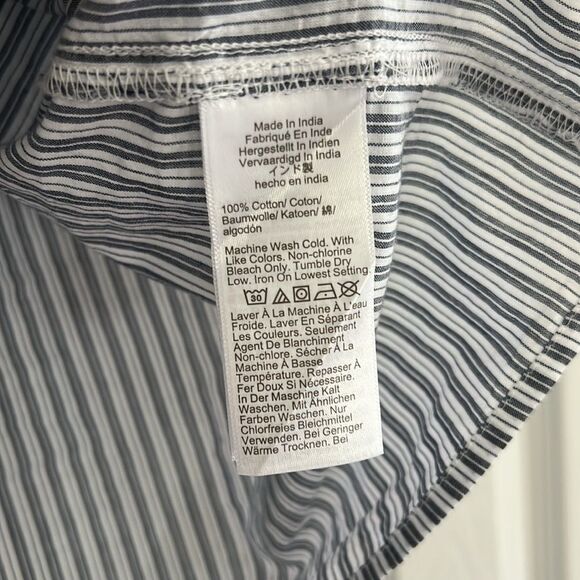 Made In India
Fabriqué En Inde
Hergestellt In Indien
Vervaardigd In India
インド製
hecho en india
100% Cotton/ Coton/
Baumwolle/ Katoen/ 綿/
algodón
Machine Wash Cold. With
Like Colors. Non-chlorine
Bleach Only. Tumble Dry
Low. Iron On Lowest Setting.
30
Laver À La Machine À L'eau
Froide. Laver En Séparant
Les Couleurs. Seulement
Agent De Blanchiment
Non-chlore. Sécher À La
Machine À Basse
Température. Repasser À
Fer Doux Si Nécessaire.
In Der Maschine Kalt
Waschen. Mit Ähnlichen
Farben Waschen. Nur
Chlorfreies Bleichmittel
Verwenden. Bei Geringer
Wärme Trocknen. Bei